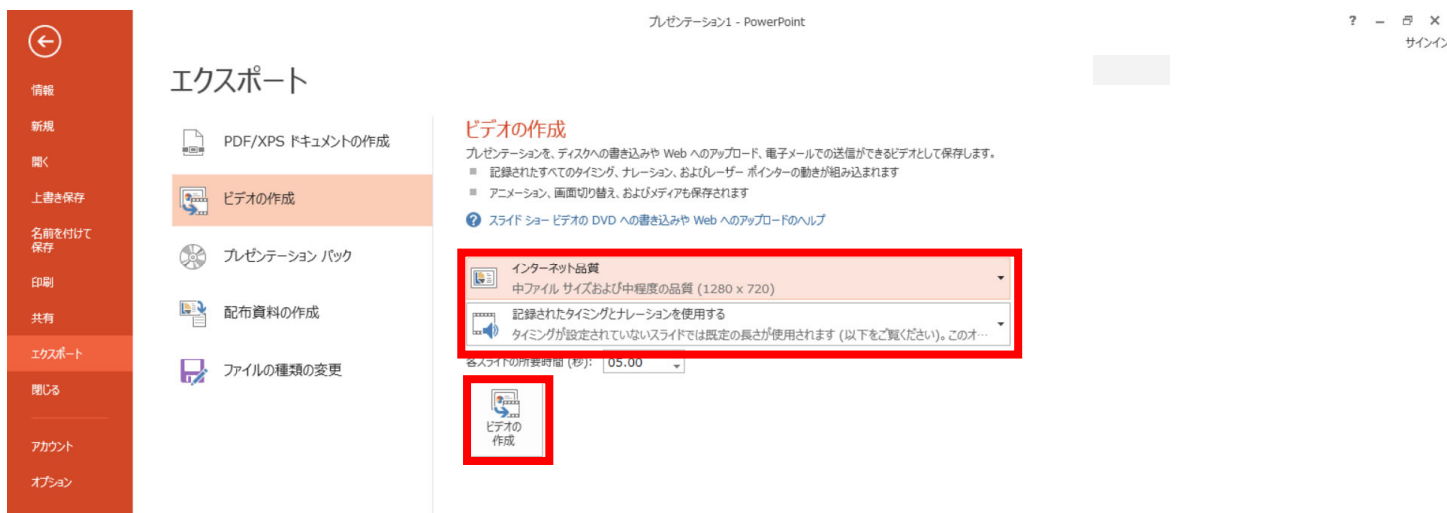 プレゼンテーション1 - PowerPoint
? – × 
サインイン
情報
新規
開く
上書き保存
名前を付けて
保存
印刷
共有
エクスポート
閉じる
アカウント
オプション
エクスポート
PDF/XPS ドキュメントの作成
ビデオの作成
プレゼンテーション パック
配布資料の作成
ファイルの種類の変更
ビデオの作成
プレゼンテーションを、ディスクへの書き込みや Web へのアップロード、電子メールでの送信ができるビデオとして保存します。
記録されたすべてのタイミング、ナレーション、およびレーザー ポインターの動きが組み込まれます
アニメーション、画面切り替え、およびメディアも保存されます
スライド ショー ビデオの DVD への書き込みや Web へのアップロードのヘルプ
インターネット品質
中ファイル サイズおよび中程度の品質 (1280 x 720)
記録されたタイミングとナレーションを使用する
タイミングが設定されていないスライドでは既定の長さが使用されます (以下をご覧ください)。このオ…
各スライドの所要時間 (秒): 05.00
ビデオの
作成